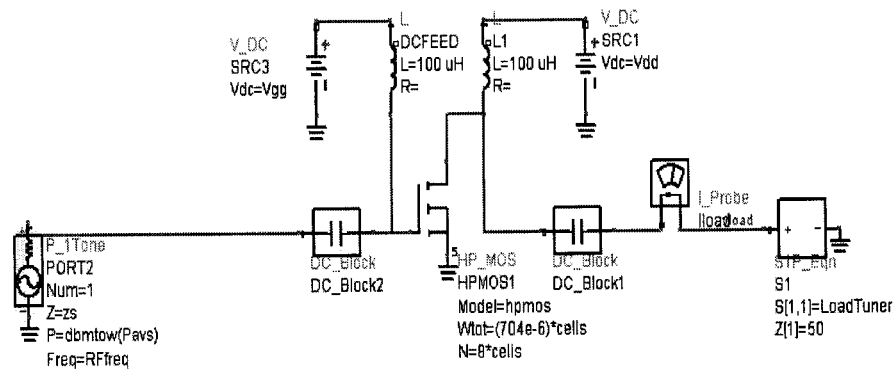 V_DC
SRC3
Vdc=Vgg
L
DCFEED
L=100 uH
R=
L
L1
L=100 uH
R=
V_DC
SRC1
Vdc=Vdd
P_1Tone
PORT2
Num=1
Z=zs
P=dbmtow(Pavs)
Freq=RFfreq
DC_Block
DC_Block2
HP_MOS
HPMOS1
Model=hpmos
Wtot=(704e-6)*cells
N=8*cells
DC_Block
DC_Block1
I_Probe
Iload
S1P_Eqn
S1
S[1,1]=LoadTuner
Z[1]=50